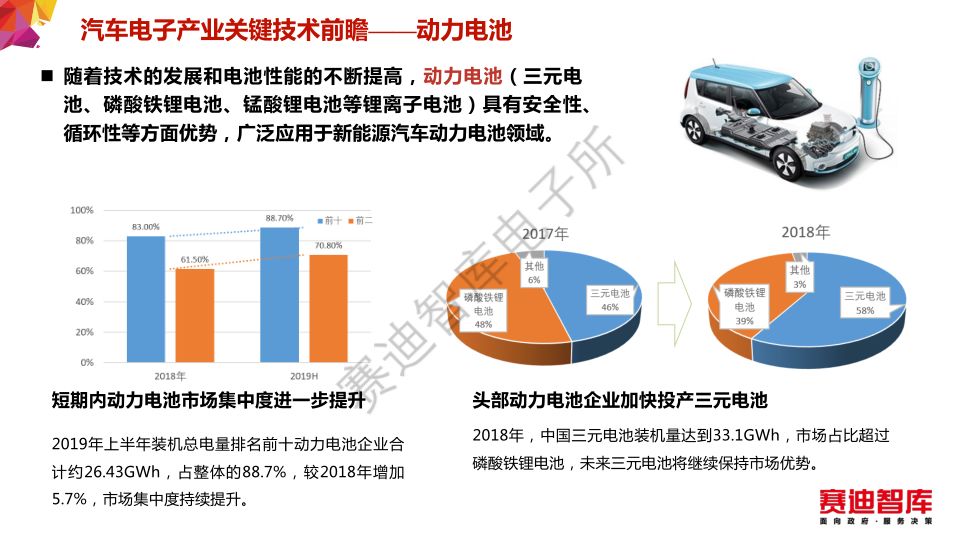 汽车电子产业关键技术前瞻——动力电池
■ 随着技术的发展和电池性能的不断提高，动力电池（三元电
池、磷酸铁锂电池、锰酸锂电池等锂离子电池）具有安全性、
循环性等方面优势，广泛应用于新能源汽车动力电池领域。
100%
80%
60%
40%
20%
0%
83.00%
61.50%
88.70%
70.80%
前十
前二
2018年
2019H
2017年
其他
6%
磷酸铁锂
电池
48%
三元电池
46%
2018年
其他
3%
磷酸铁锂
电池
39%
三元电池
58%
短期内动力电池市场集中度进一步提升
2019年上半年装机总电量排名前十动力电池企业合
计约26.43GWh，占整体的88.7%，较2018年增加
5.7%，市场集中度持续提升。
头部动力电池企业加快投产三元电池
2018年，中国三元电池装机量达到33.1GWh，市场占比超过
磷酸铁锂电池，未来三元电池将继续保持市场优势。
赛迪智库电子所
赛迪智库
面向政府·服务决策